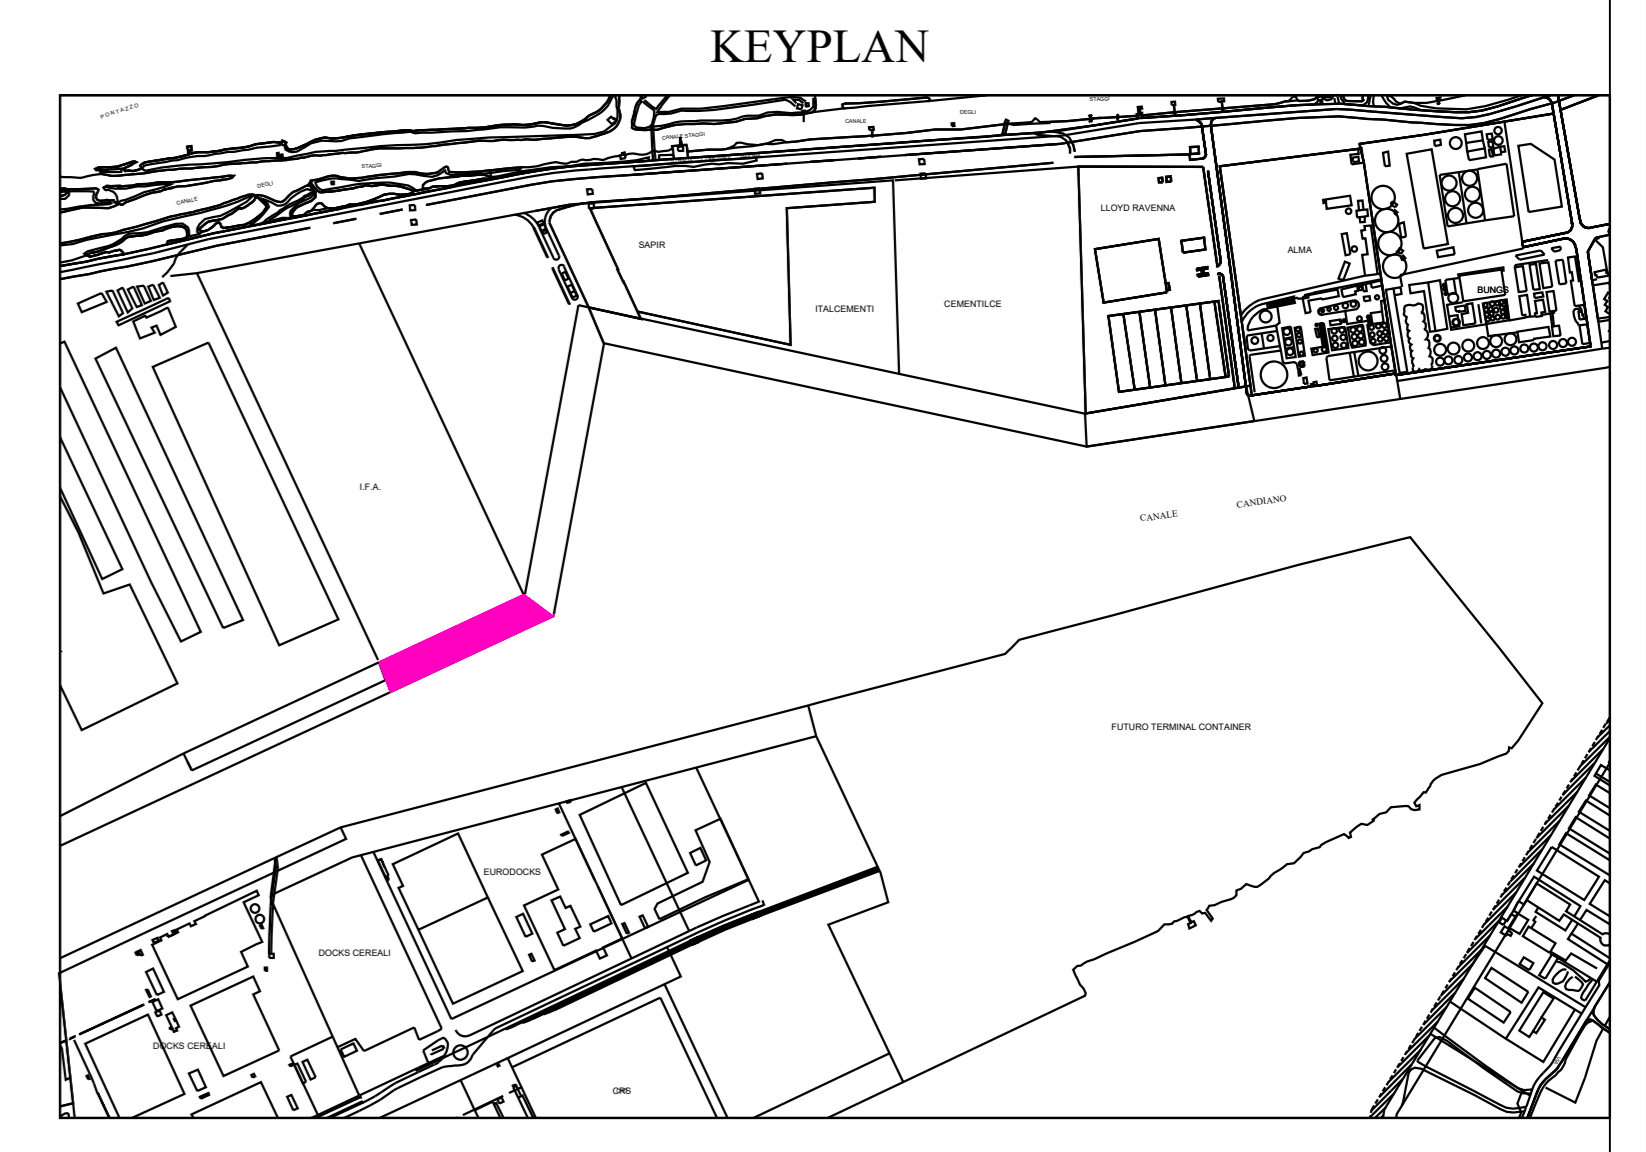 KEYPLAN
PONTAZZO
STAGGI
DEGLI
CANALE
CANALE STAGGI
CANALE
DEGLI
STAGGI
SAPIR
ITALCEMENTI
CEMENTILCE
LLOYD RAVENNA
ALMA
BUNGS
I.F.A.
CANALE
CANDIANO
FUTURO TERMINAL CONTAINER
EURODOCKS
DOCKS CEREALI
DOCKS CEREALI